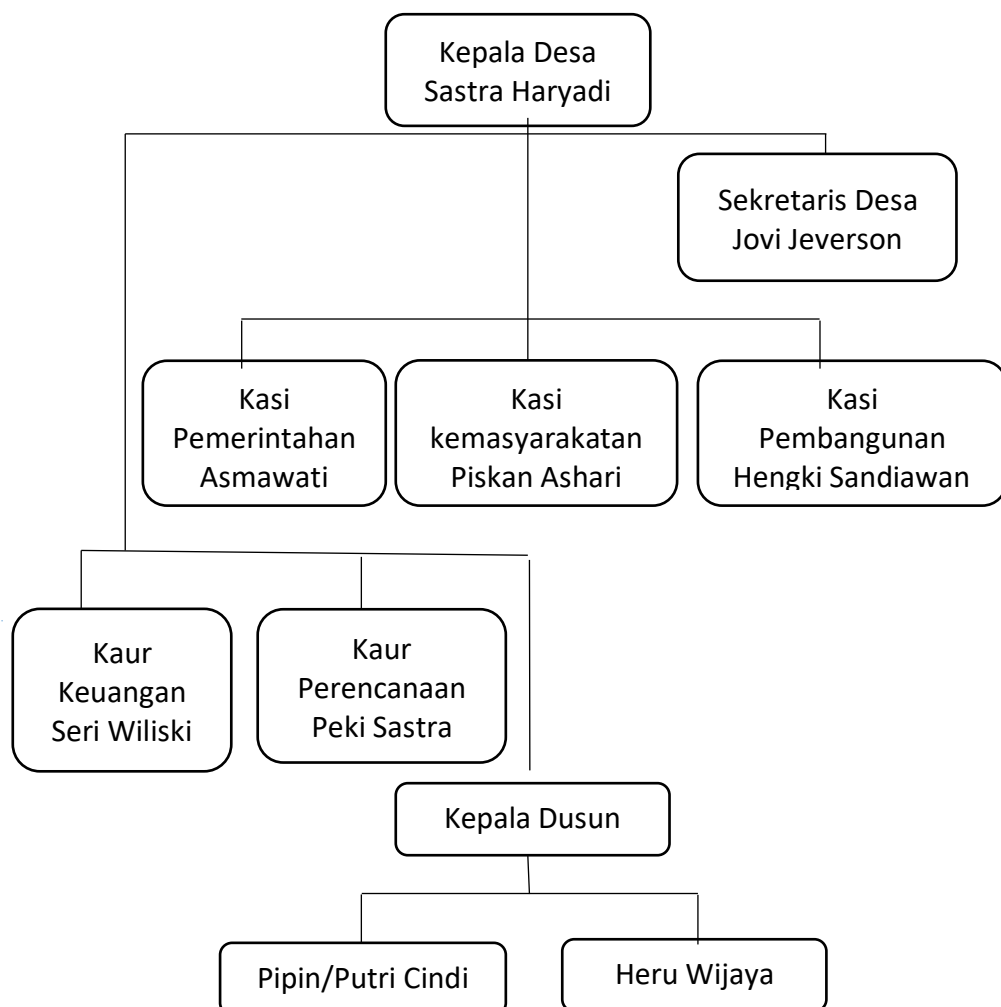 Kepala Desa
Sastra Haryadi
Sekretaris Desa
Jovi Jeverson
Kasi
Pemerintahan
Asmawati
Kasi
kemasyarakatan
Piskan Ashari
Kasi
Pembangunan
Hengki Sandiawan
Kaur
Keuangan
Seri Wiliski
Kaur
Perencanaan
Peki Sastra
Kepala Dusun
Pipin/Putri Cindi
Heru Wijaya